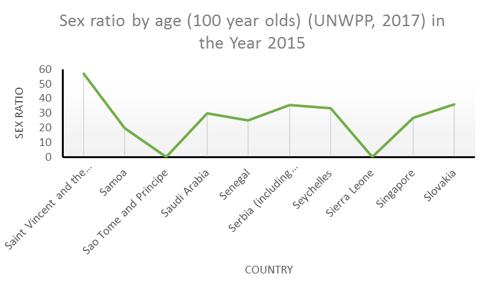 Sex ratio by age (100 year olds) (UNWPP, 2017) in
the Year 2015
60
50
40
30
20
10
0
SEX RATIO
Saint Vincent and the...
Samoa
Sao Tome and Principe
Saudi Arabia
Senegal
Serbia (including...
Seychelles
Sierra Leone
Singapore
Slovakia
COUNTRY